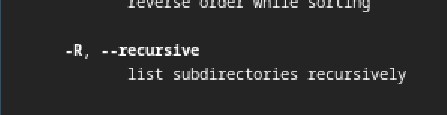 reverse order while sorting
-R, --recursive
list subdirectories recursively